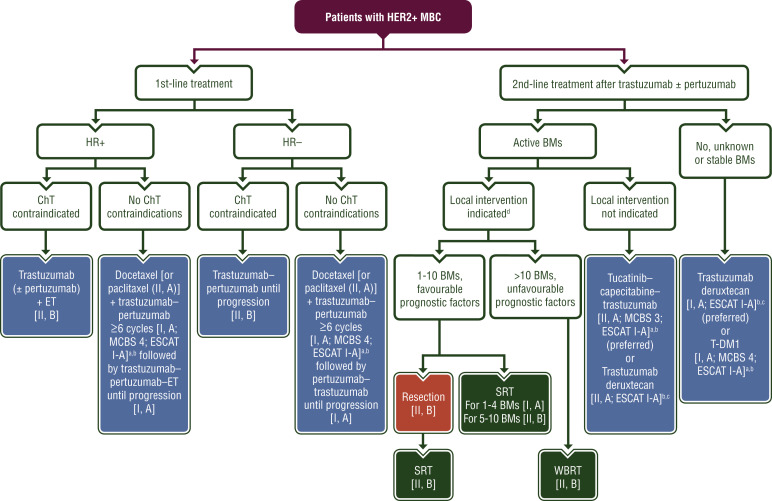 Patients with HER2+ MBC
1st-line treatment
2nd-line treatment after trastuzumab ± pertuzumab
HR+
HR–
Active BMs
No, unknown
or stable BMs
ChT
contraindicated
No ChT
contraindications
ChT
contraindicated
No ChT
contraindications
Local intervention
indicatedᵈ
Local intervention
not indicated
Trastuzumab
(± pertuzumab)
+ ET
[II, B]
Docetaxel [or
paclitaxel (II, A)]
+ trastuzumab–
pertuzumab
≥6 cycles [I, A;
MCBS 4; ESCAT
I-A]ᵃ,ᵇ followed
by trastuzumab–
pertuzumab–ET
until progression
[I, A]
Trastuzumab–
pertuzumab until
progression
[II, B]
Docetaxel [or
paclitaxel (II, A)]
+ trastuzumab–
pertuzumab
≥6 cycles
[I, A; MCBS 4;
ESCAT I-A]ᵃ,ᵇ
followed by
pertuzumab–
trastuzumab
until progression
[I, A]
1-10 BMs,
favourable
prognostic factors
>10 BMs,
unfavourable
prognostic factors
Tucatinib–
capecitabine–
trastuzumab
[II, A; MCBS 3;
ESCAT I-A]ᵃ,ᵇ
(preferred)
or
Trastuzumab
deruxtecan
[II, A; ESCAT I-A]ᵇ,ᶜ
Trastuzumab
deruxtecan
[I, A; ESCAT I-A]ᵇ,ᶜ
(preferred)
or
T-DM1
[I, A; MCBS 4;
ESCAT I-A]ᵃ,ᵇ
Resection
[II, B]
SRT
For 1-4 BMs [I, A]
For 5-10 BMs [II, B]
SRT
[II, B]
WBRT
[II, B]